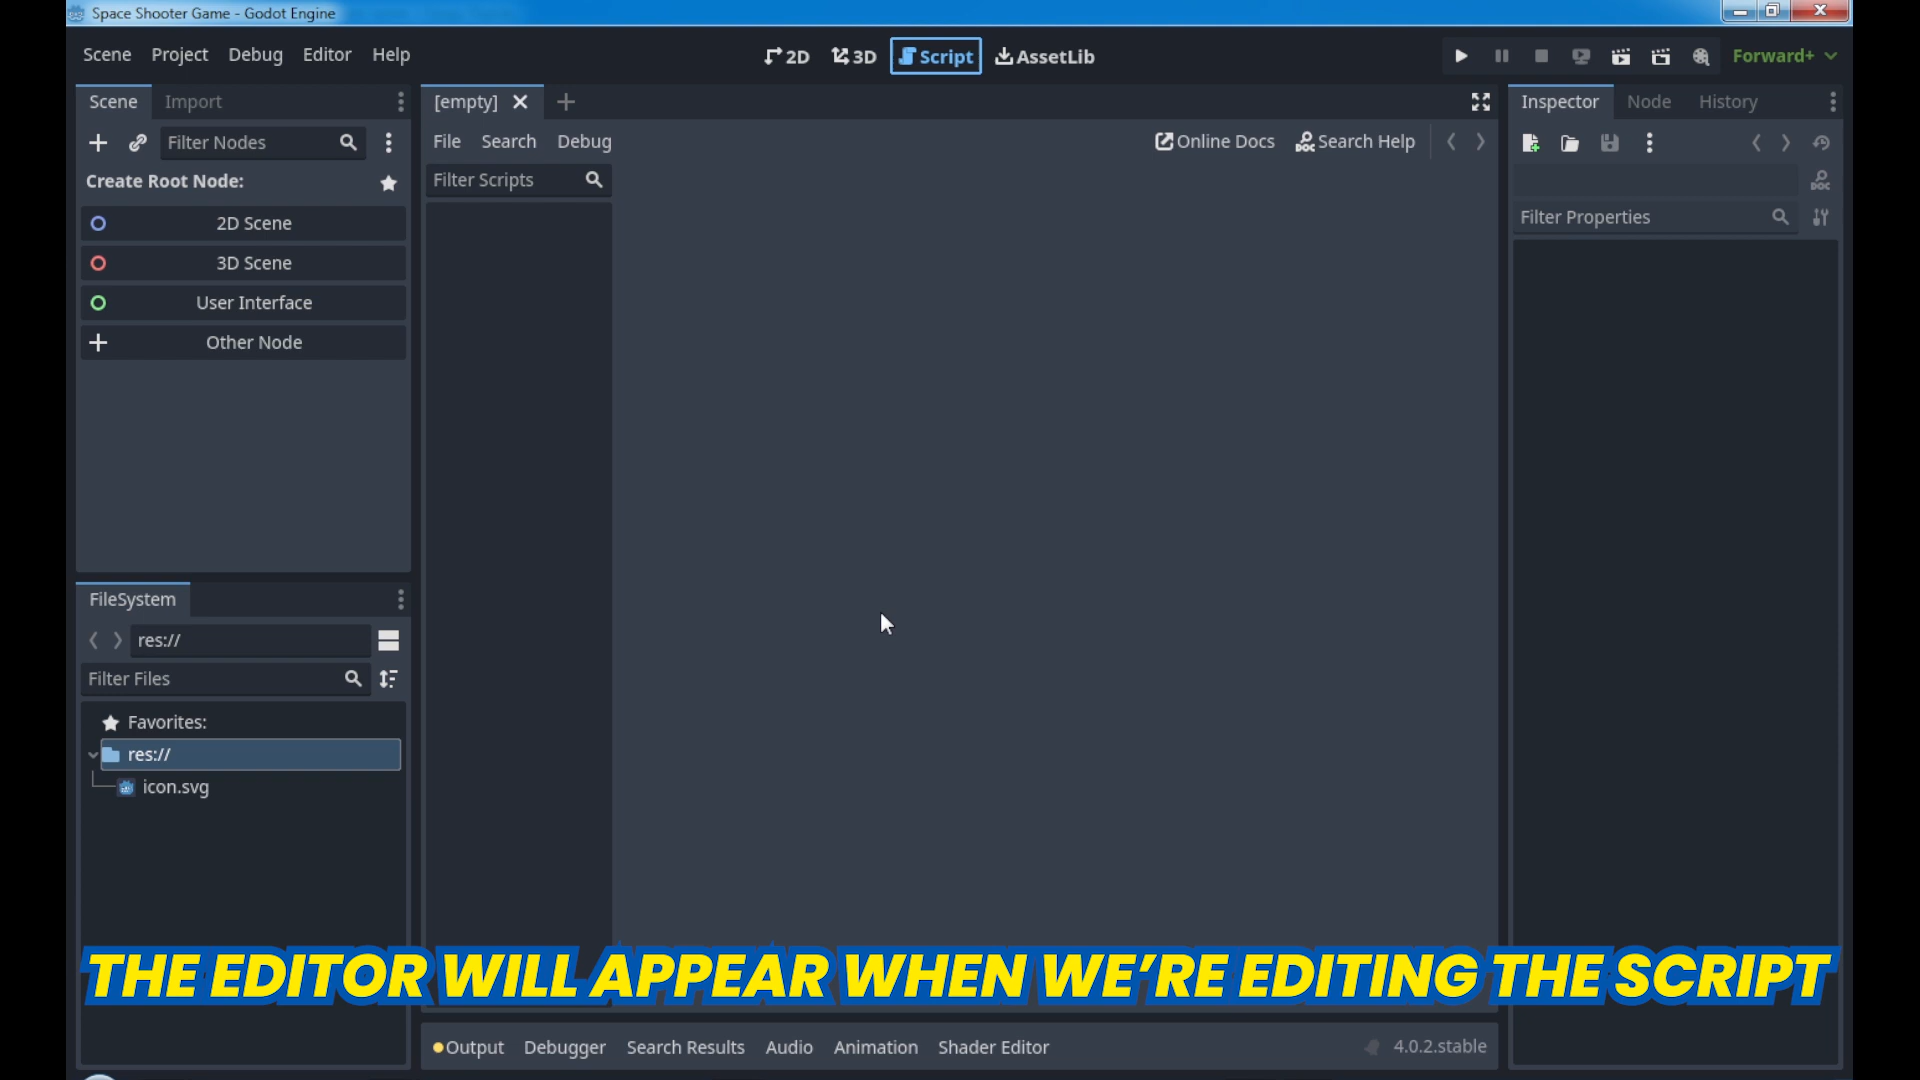 Space Shooter Game - Godot Engine
Scene Project Debug Editor Help
2D 3D Script AssetLib
Forward+
Scene Import
Filter Nodes
Create Root Node:
2D Scene
3D Scene
User Interface
Other Node
FileSystem
res://
Filter Files
Favorites:
res://
icon.svg
[empty]
File Search Debug
Online Docs Search Help
Filter Scripts
Inspector Node History
DOC
Filter Properties
THE EDITOR WILL APPEAR WHEN WE’RE EDITING THE SCRIPT
Output Debugger Search Results Audio Animation Shader Editor
4.0.2.stable